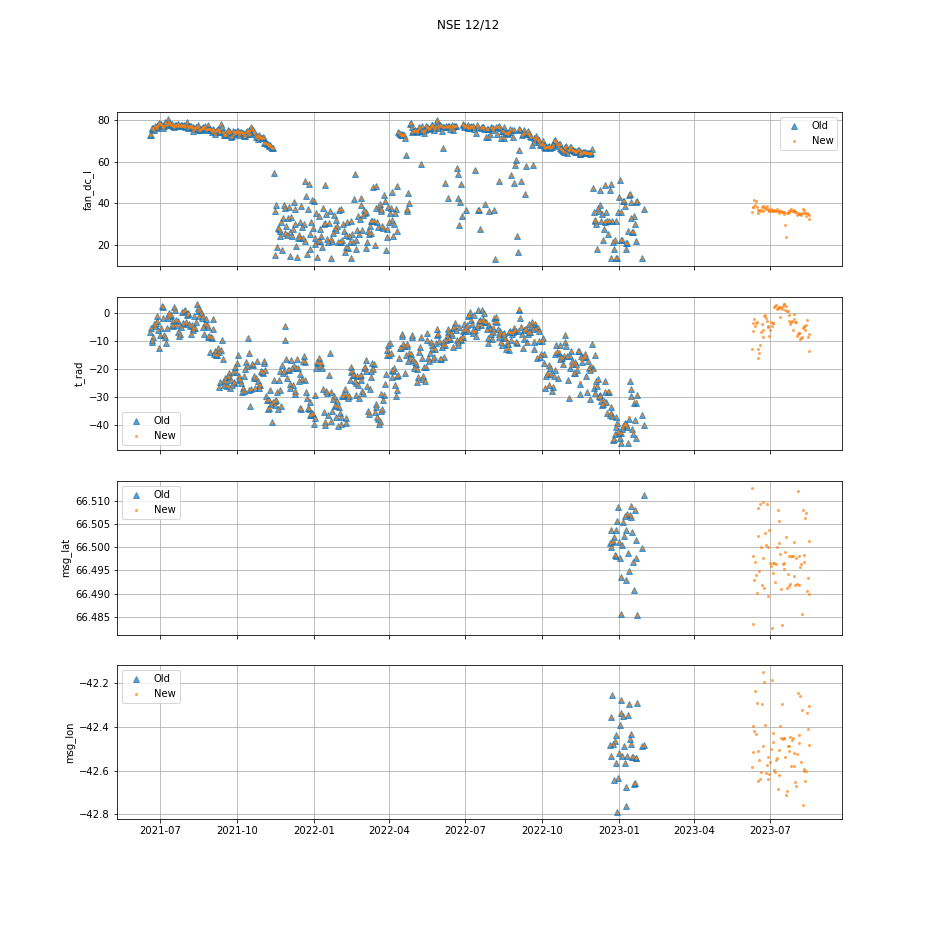 NSE 12/12
80
60
40
20
fan_dc_I
Old
New
0
−10
−20
−30
−40
t_rad
Old
New
66.510
66.505
66.500
66.495
66.490
66.485
msg_lat
Old
New
−42.2
−42.4
−42.6
−42.8
msg_lon
Old
New
2021-07 2021-10 2022-01 2022-04 2022-07 2022-10 2023-01 2023-04 2023-07